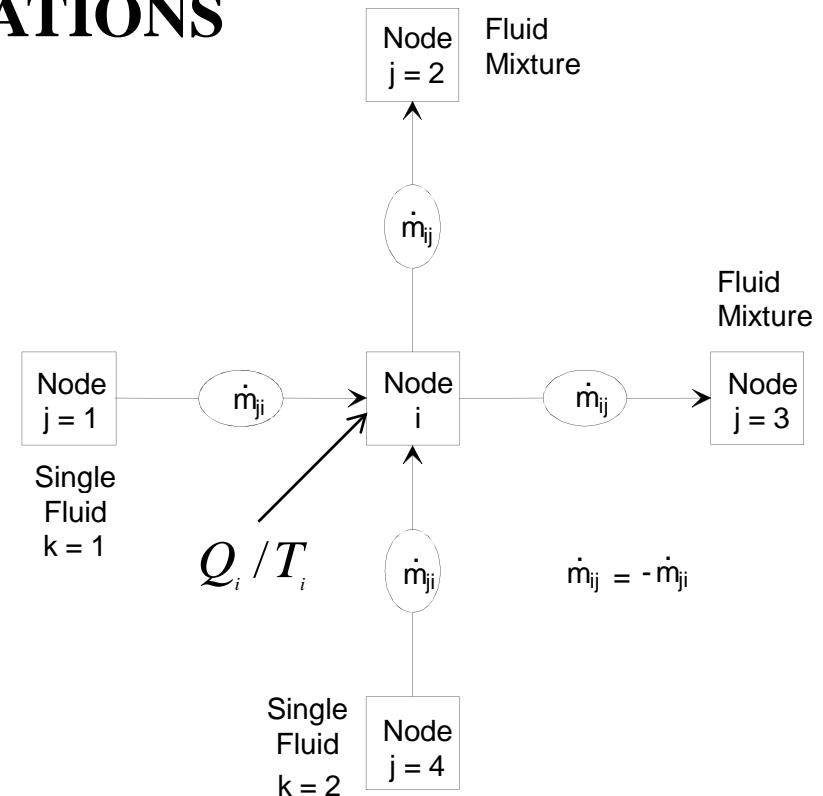 ATIONS
Node
j = 2
Fluid
Mixture
ṁij
Fluid
Mixture
Node
j = 1
ṁji
Node
i
ṁij
Node
j = 3
Single
Fluid
k = 1
Qi /Ti
ṁji
ṁij = - ṁji
Single
Fluid
k = 2
Node
j = 4